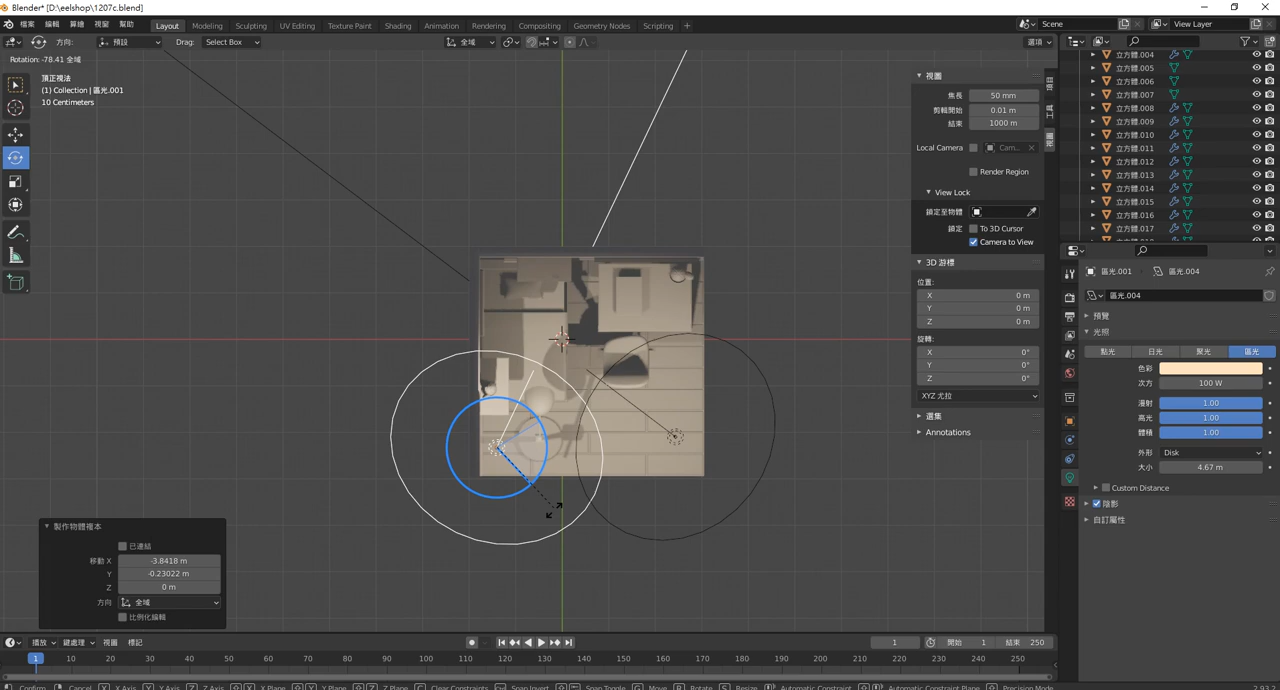 Blender* [D:\eelshop\1207c.blend]
檔案 編輯 算繪 視窗 幫助 Layout Modeling Sculpting UV Editing Texture Paint Shading Animation Rendering Compositing Geometry Nodes Scripting + Scene View Layer
方向: 預設 Drag: Select Box 全域 選項
Rotation: -78.41 全域
頂正視法
(1) Collection | 區光.001
10 Centimeters
視圖
焦長 50 mm
剪輯開始 0.01 m
結束 1000 m
Local Camera Cam...
Render Region
View Lock
鎖定至物體
鎖定 To 3D Cursor
Camera to View
3D 游標
位置:
X 0 m
Y 0 m
Z 0 m
旋轉:
X 0°
Y 0°
Z 0°
XYZ 尤拉
選集
Annotations
項目
工具
視圖
立方體.004
立方體.005
立方體.006
立方體.007
立方體.008
立方體.009
立方體.010
立方體.011
立方體.012
立方體.013
立方體.014
立方體.015
立方體.016
立方體.017
區光.001 › 區光.004
區光.004
預覽
光照
點光 日光 聚光 區光
色彩
次方 100 W
漫射 1.00
高光 1.00
體積 1.00
外形 Disk
大小 4.67 m
Custom Distance
陰影
自訂屬性
製作物體複本
已連結
移動 X -3.8418 m
Y -0.23022 m
Z 0 m
方向 全域
比例化編輯
播放 鍵處理 視圖 標記 1 開始 1 結束 250
1 10 20 30 40 50 60 70 80 90 100 110 120 130 140 150 160 170 180 190 200 210 220 230 240 250
Confirm Cancel X X Axis Y Y Axis Z Z Axis X X Plane Y Y Plane Z Z Plane C Clear Constraints Snap Invert Snap Toggle G Move R Rotate S Resize Automatic Constraint Automatic Constraint Plane Precision Mode 2.93.2